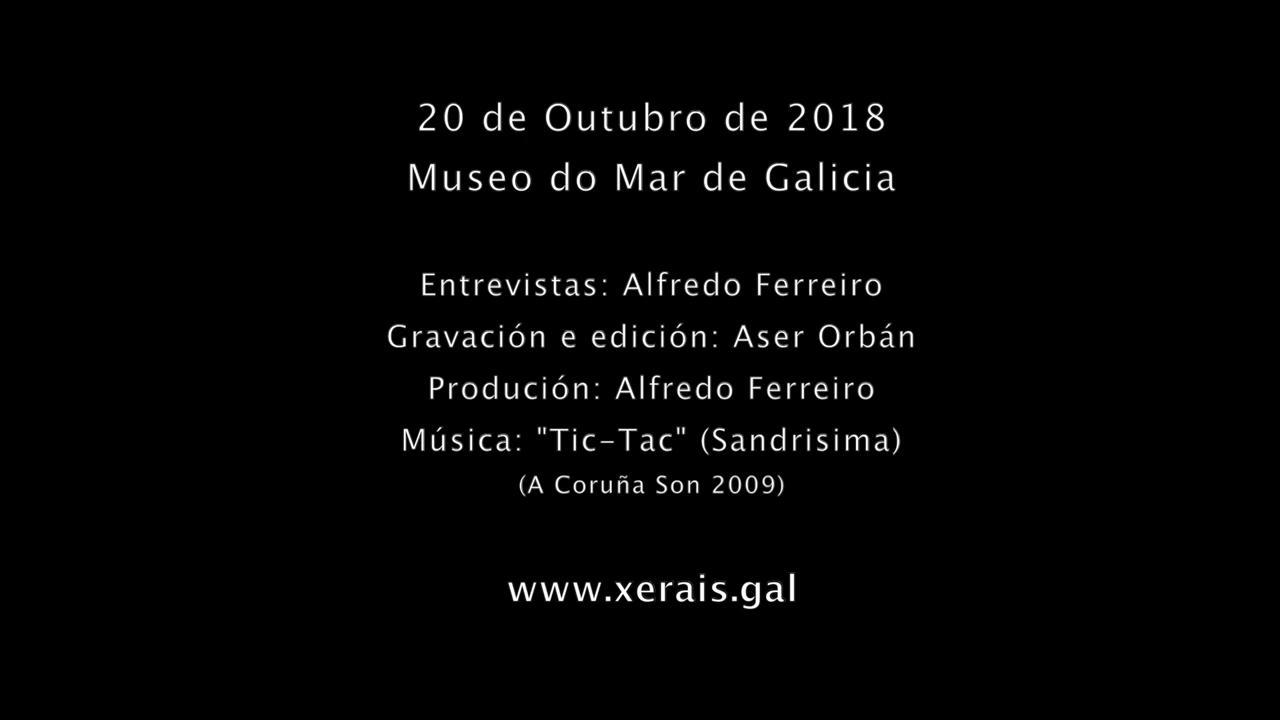 20 de Outubro de 2018
Museo do Mar de Galicia
Entrevistas: Alfredo Ferreiro
Gravación e edición: Aser Orbán
Produción: Alfredo Ferreiro
Música: "Tic-Tac" (Sandrisima)
(A Coruña Son 2009)
www.xerais.gal